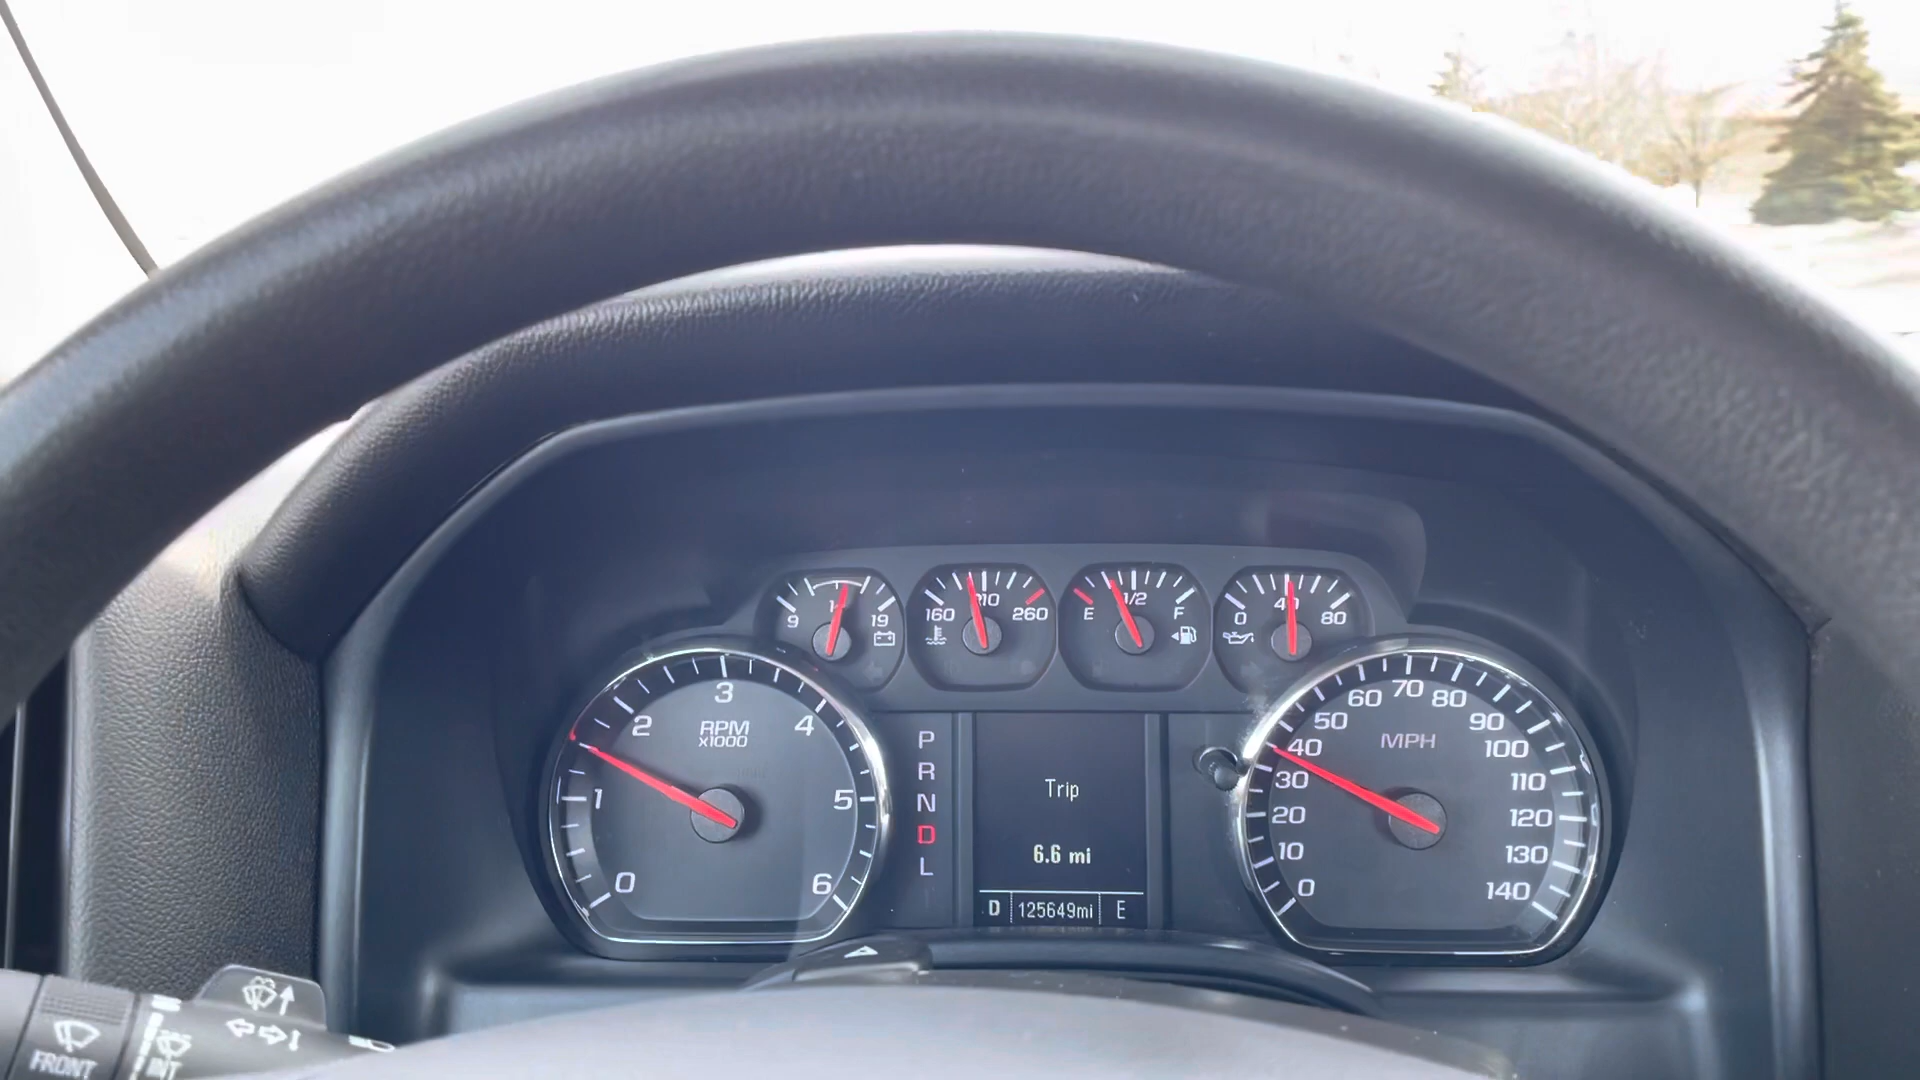 9 14 19
160 210 260
E 1/2 F
0 40 80
0 1 2 3 4 5 6
RPM
x1000
P
R
N
D
L
Trip
6.6 mi
D 125649mi E
0 10 20 30 40 50 60 70 80 90 100 110 120 130 140
MPH
FRONT
INT